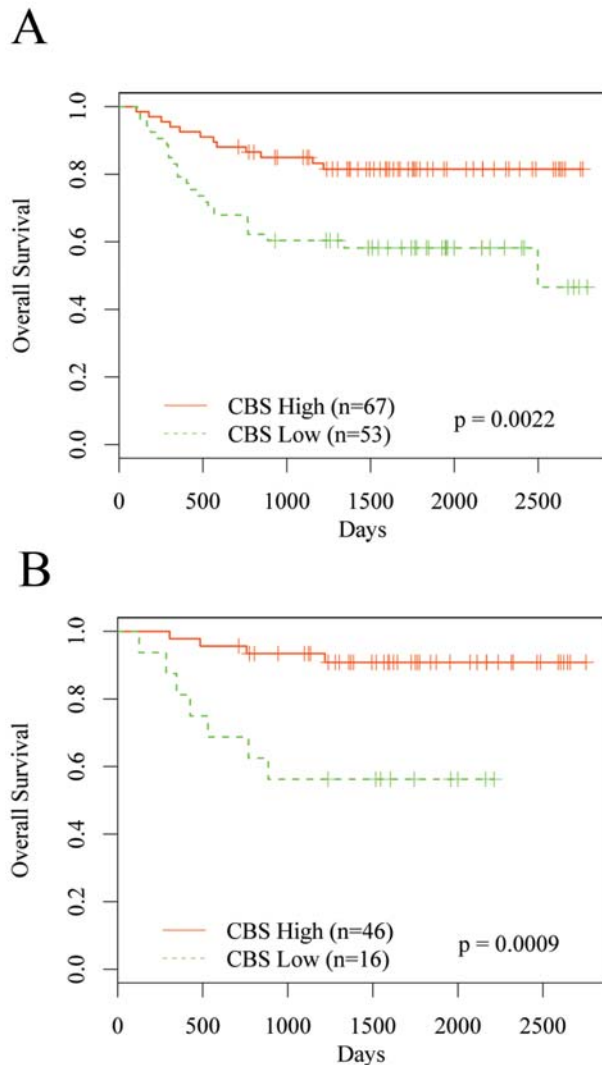 A
Overall Survival
1.0
0.8
0.6
0.4
0.2
0.0
CBS High (n=67)
CBS Low (n=53)
p = 0.0022
0 500 1000 1500 2000 2500
Days
B
Overall Survival
1.0
0.8
0.6
0.4
0.2
0.0
CBS High (n=46)
CBS Low (n=16)
p = 0.0009
0 500 1000 1500 2000 2500
Days